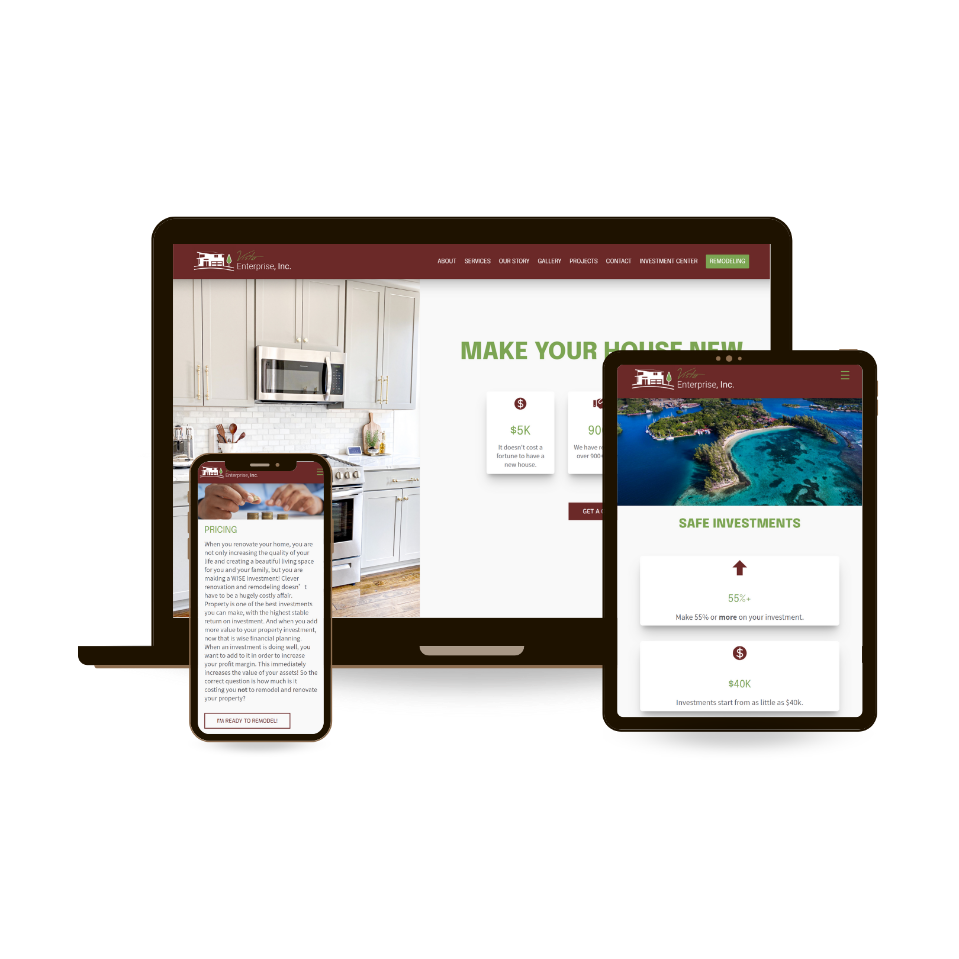 Enterprise, Inc.
ABOUT SERVICES OUR STORY GALLERY PROJECTS CONTACT INVESTMENT CENTER REMODELING
MAKE YOUR HOUSE NEW
$5K
It doesn't cost a
fortune to have a
new house.
90
We have
over 900
GET A
Enterprise, Inc.
SAFE INVESTMENTS
55%+
Make 55% or more on your investment.
$40K
Investments start from as little as $40k.
Enterprise, Inc.
PRICING
When you renovate your home, you are
not only increasing the quality of your
life and creating a beautiful living space
for you and your family, but you are
making a WISE Investment! Clever
renovation and remodeling doesn't
have to be a hugely costly affair.
Property is one of the best investments
you can make, with the highest stable
return on investment. And when you add
more value to your property investment,
now that is wise financial planning.
When an investment is doing well, you
want to add to it in order to increase
your profit margin. This immediately
increases the value of your assets! So the
correct question is how much is it
costing you not to remodel and renovate
your property?
I'M READY TO REMODEL!